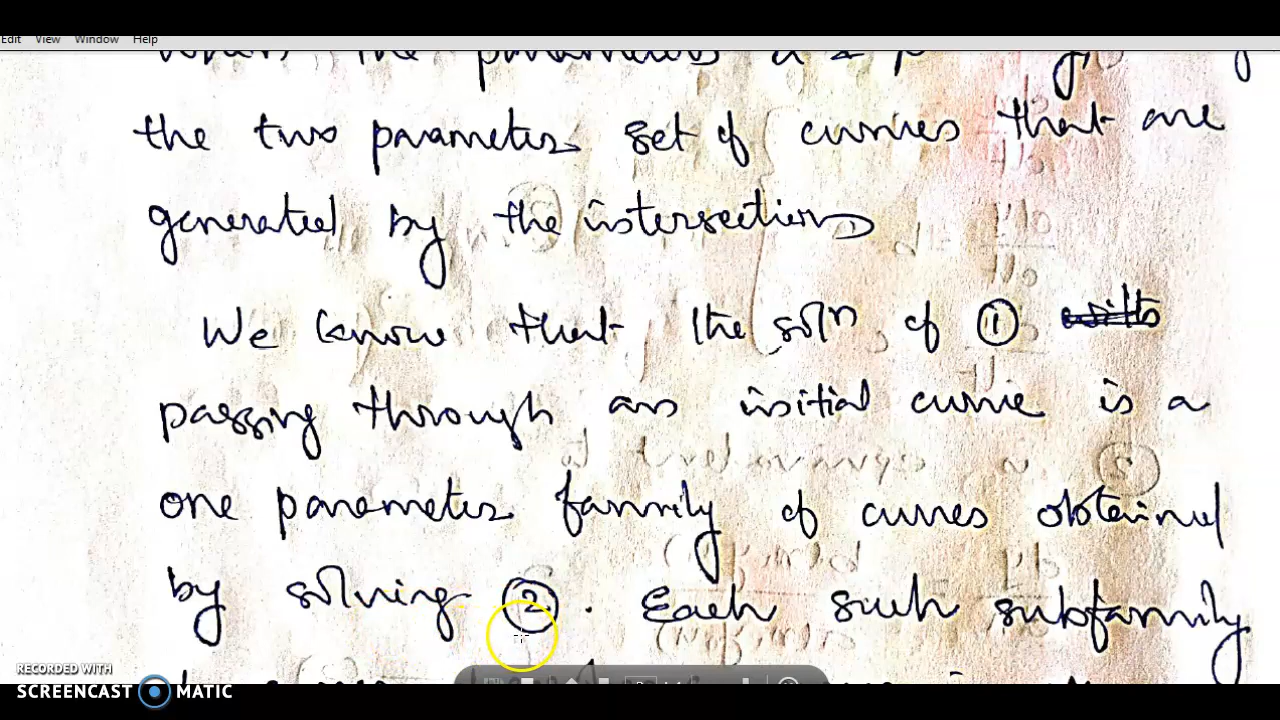 Edit View Window Help
the parameters
the two parameter set of curves that are
generated by the intersection
We know that the solⁿ of ①
passing through an initial curve is a
one parameter family of curves obtained
by solving ②. Each such subfamily
RECORDED WITH
SCREENCAST MATIC